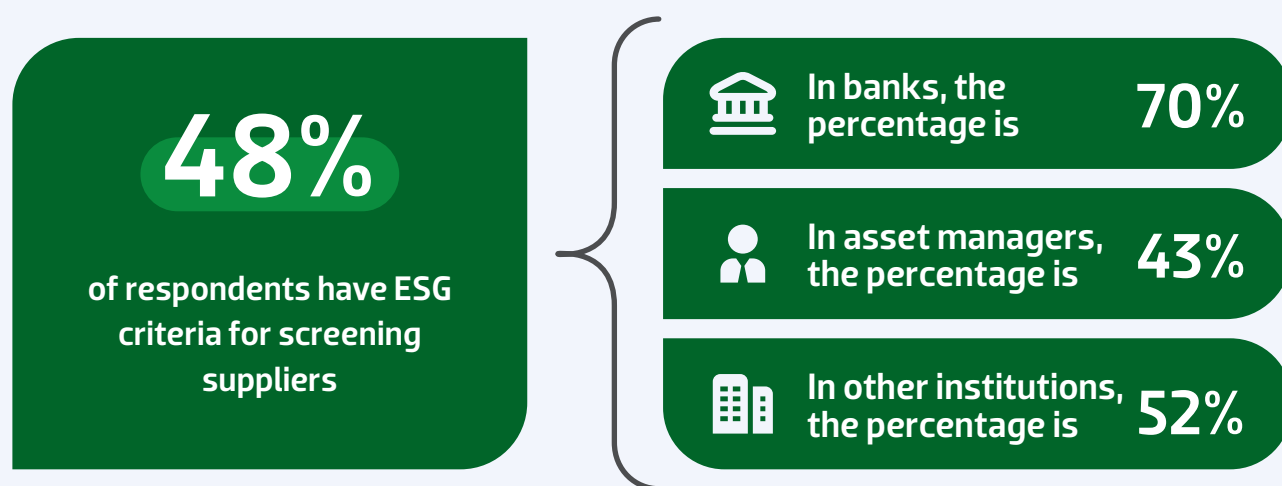 48%
of respondents have ESG
criteria for screening
suppliers
In banks, the
percentage is
70%
In asset managers,
the percentage is
43%
In other institutions,
the percentage is
52%